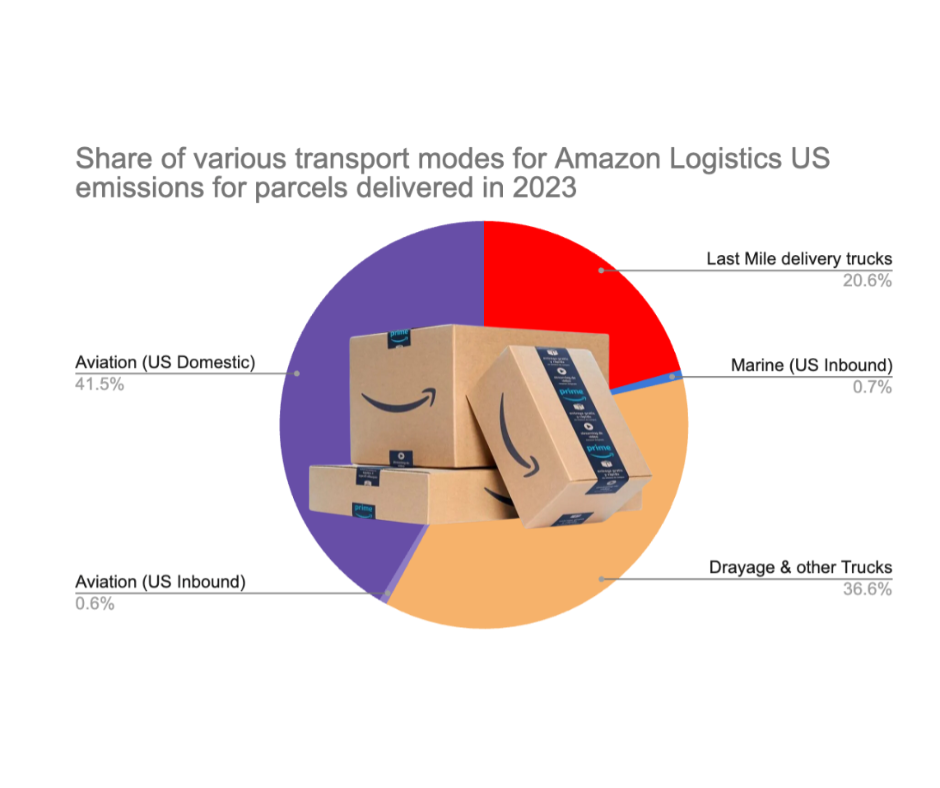 Share of various transport modes for Amazon Logistics US
emissions for parcels delivered in 2023
Last Mile delivery trucks
20.6%
Aviation (US Domestic)
41.5%
Marine (US Inbound)
0.7%
Aviation (US Inbound)
0.6%
Drayage & other Trucks
36.6%
prime
prime
prime
prime